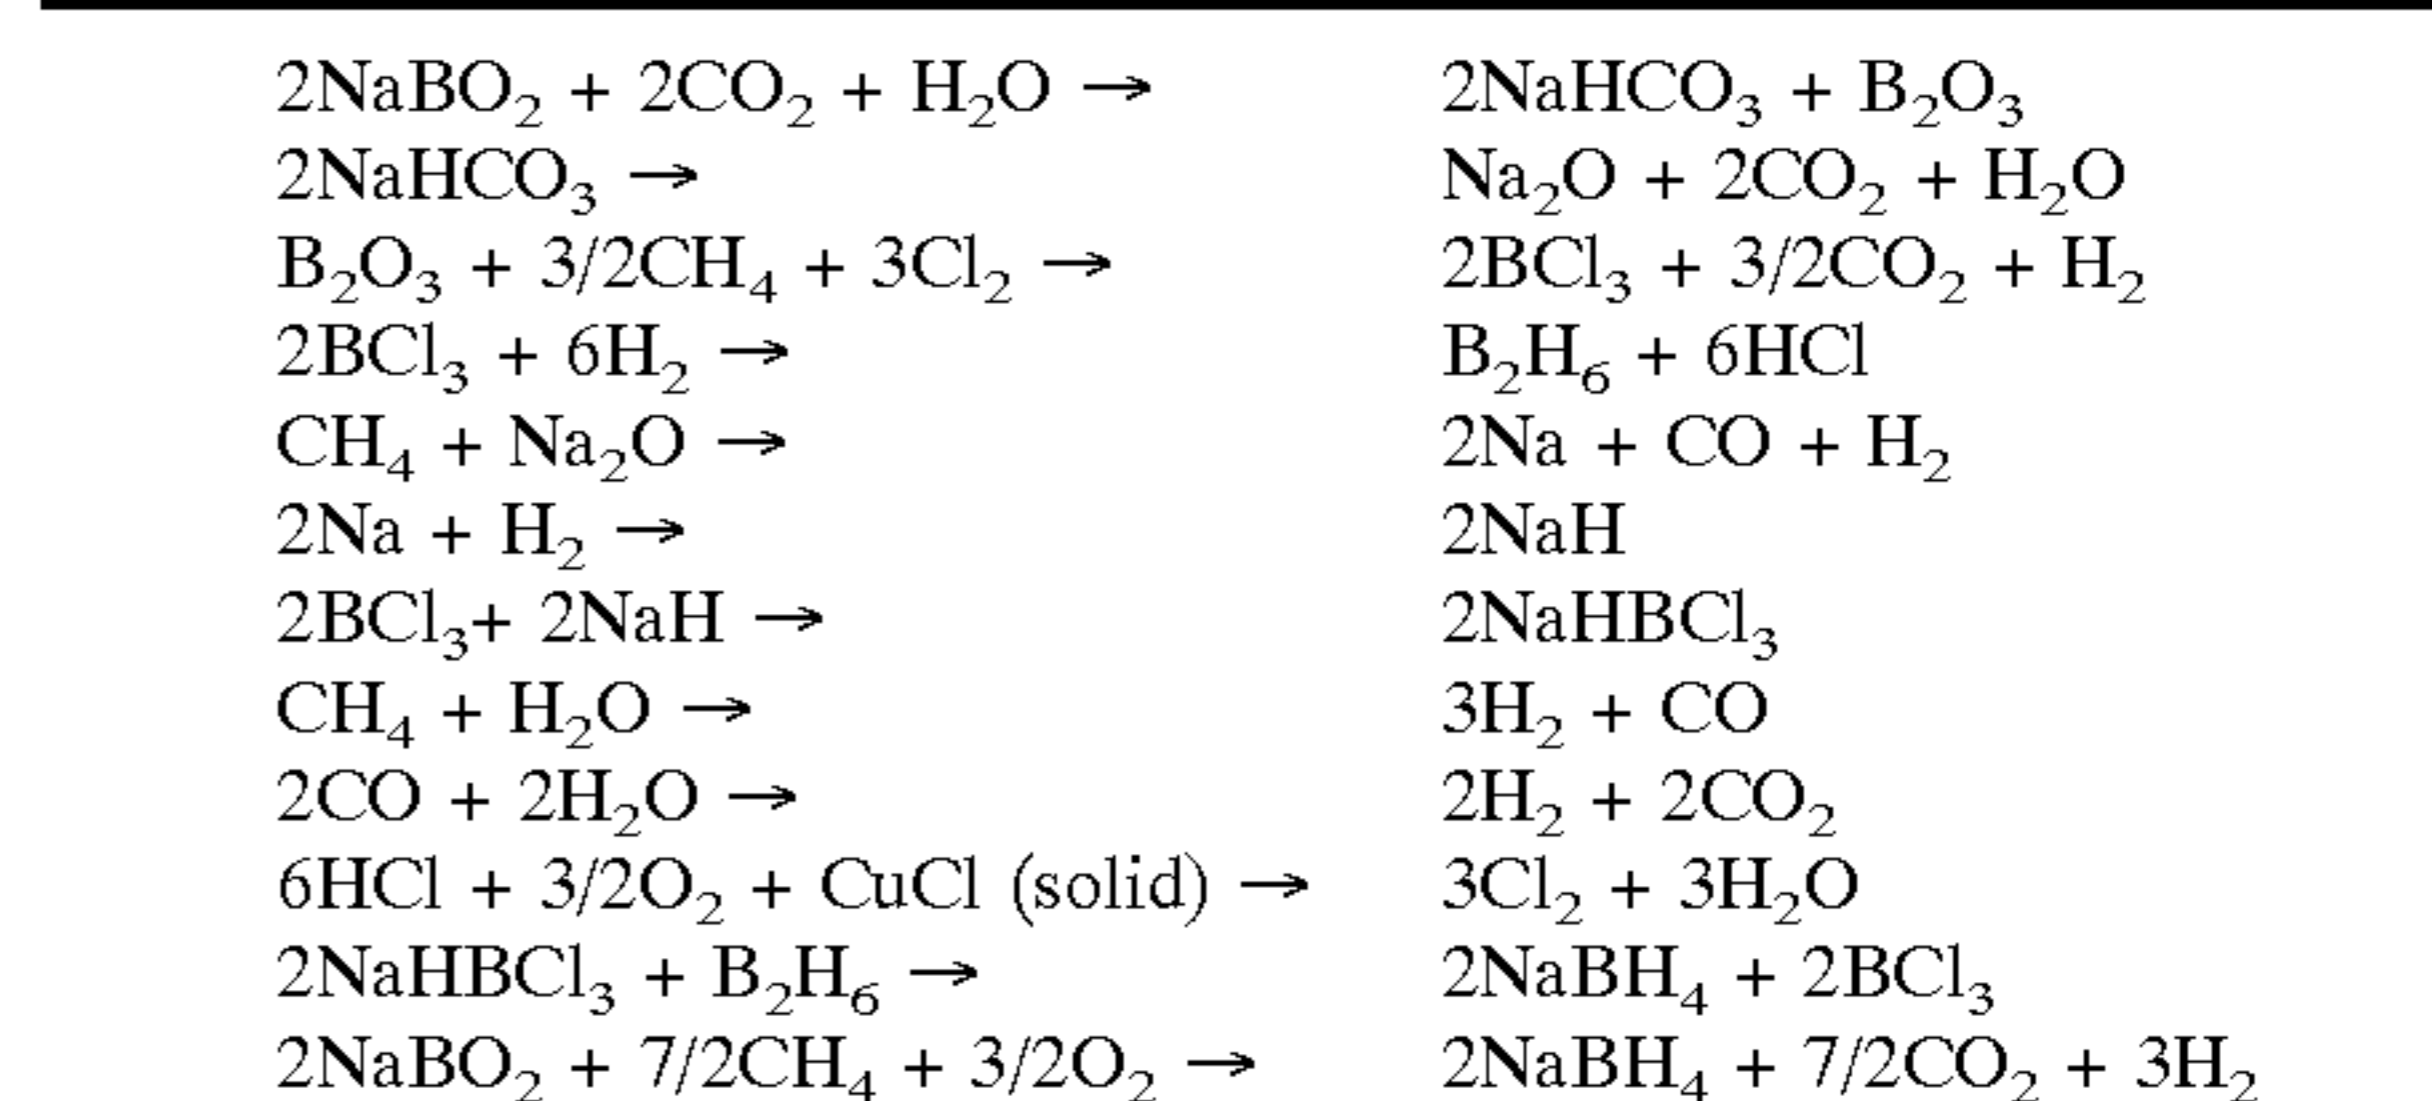 2NaBO₂ + 2CO₂ + H₂O → 2NaHCO₃ + B₂O₃
2NaHCO₃ → Na₂O + 2CO₂ + H₂O
B₂O₃ + 3/2CH₄ + 3Cl₂ → 2BCl₃ + 3/2CO₂ + H₂
2BCl₃ + 6H₂ → B₂H₆ + 6HCl
CH₄ + Na₂O → 2Na + CO + H₂
2Na + H₂ → 2NaH
2BCl₃+ 2NaH → 2NaHBCl₃
CH₄ + H₂O → 3H₂ + CO
2CO + 2H₂O → 2H₂ + 2CO₂
6HCl + 3/2O₂ + CuCl (solid) → 3Cl₂ + 3H₂O
2NaHBCl₃ + B₂H₆ → 2NaBH₄ + 2BCl₃
2NaBO₂ + 7/2CH₄ + 3/2O₂ → 2NaBH₄ + 7/2CO₂ + 3H₂